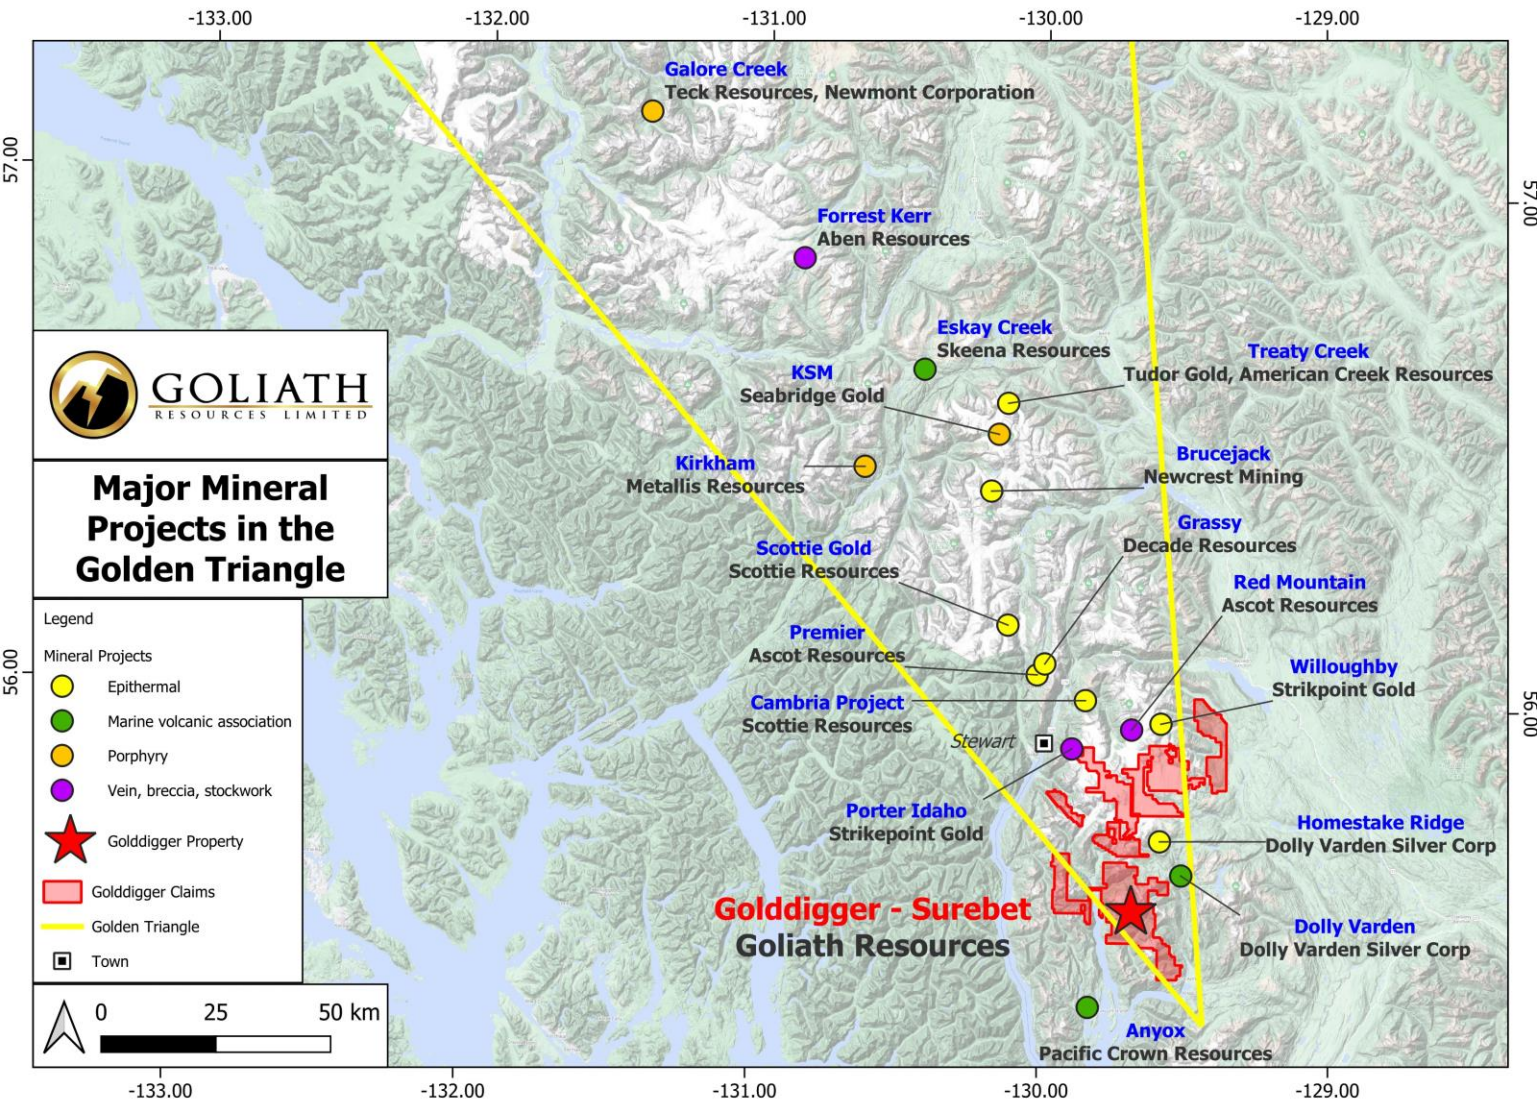 -133.00 -132.00 -131.00 -130.00 -129.00
Galore Creek
Teck Resources, Newmont Corporation
57.00
57.00
Forrest Kerr
Aben Resources
Eskay Creek
Skeena Resources
Treaty Creek
Tudor Gold, American Creek Resources
KSM
Seabridge Gold
GOLIATH
RESOURCES LIMITED
Kirkham
Metallis Resources
Brucejack
Newcrest Mining
Major Mineral
Projects in the
Golden Triangle
Grassy
Decade Resources
Scottie Gold
Scottie Resources
Red Mountain
Ascot Resources
Premier
Ascot Resources
56.00
56.00
Willoughby
Strikpoint Gold
Cambria Project
Scottie Resources
Stewart
Porter Idaho
Strikepoint Gold
Homestake Ridge
Dolly Varden Silver Corp
Golddigger - Surebet
Goliath Resources
Dolly Varden
Dolly Varden Silver Corp
Anyox
Pacific Crown Resources
Legend
Mineral Projects
Epithermal
Marine volcanic association
Porphyry
Vein, breccia, stockwork
Golddigger Property
Golddigger Claims
Golden Triangle
Town
0 25 50 km
-133.00 -132.00 -131.00 -130.00 -129.00